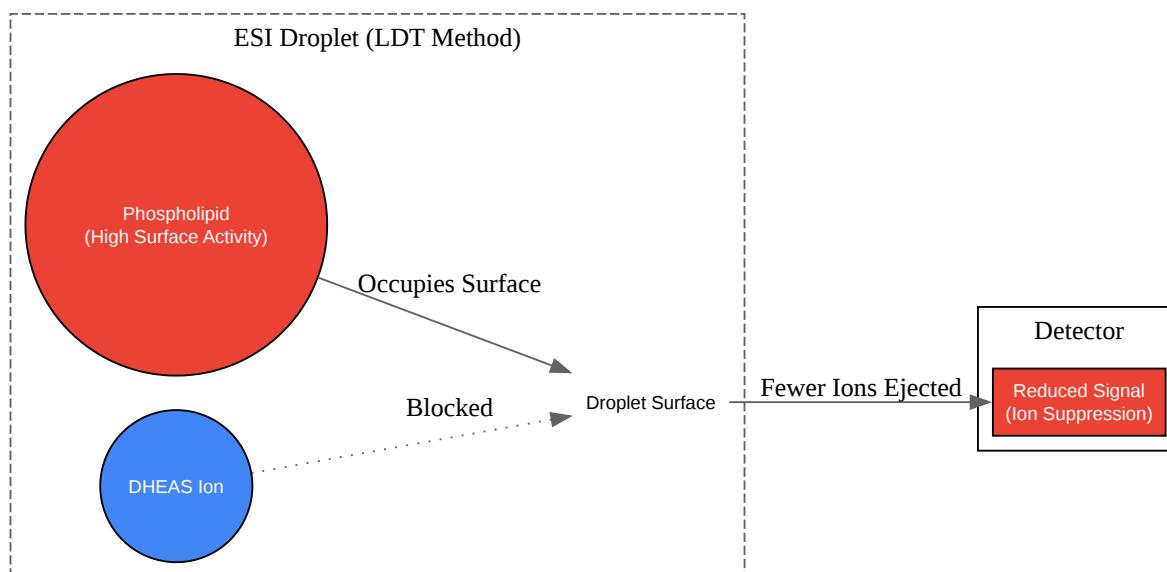 ESI Droplet (LDT Method)
Phospholipid
(High Surface Activity)
Occupies Surface
Blocked
DHEAS Ion
Droplet Surface
Fewer Ions Ejected
Detector
Reduced Signal
(Ion Suppression)